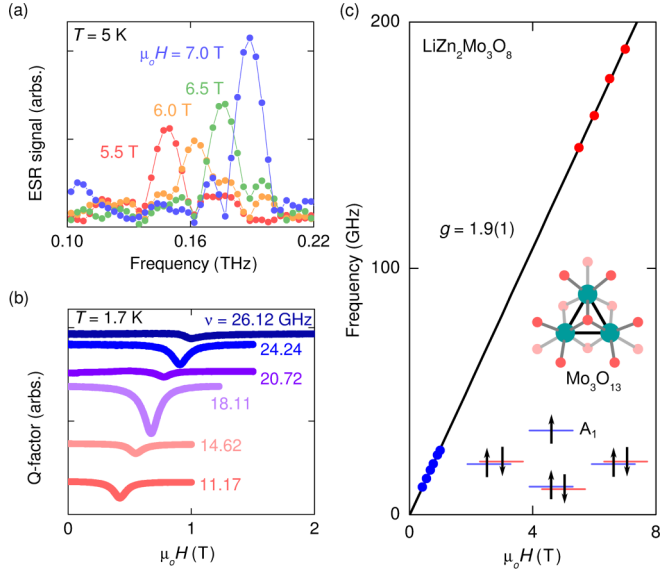 (a)
T = 5 K
μoH = 7.0 T
6.5 T
6.0 T
5.5 T
ESR signal (arbs.)
0.10
0.15
0.22
Frequency (THz)
(b)
T = 1.7 K
ν = 26.12 GHz
24.24
20.72
18.11
14.62
11.17
Q-factor (arbs.)
0
1
2
μoH (T)
(c)
200
LiZn2Mo3O8
g = 1.9(1)
100
Frequency (GHz)
Mo3O13
A1
0
0
4
8
μoH (T)